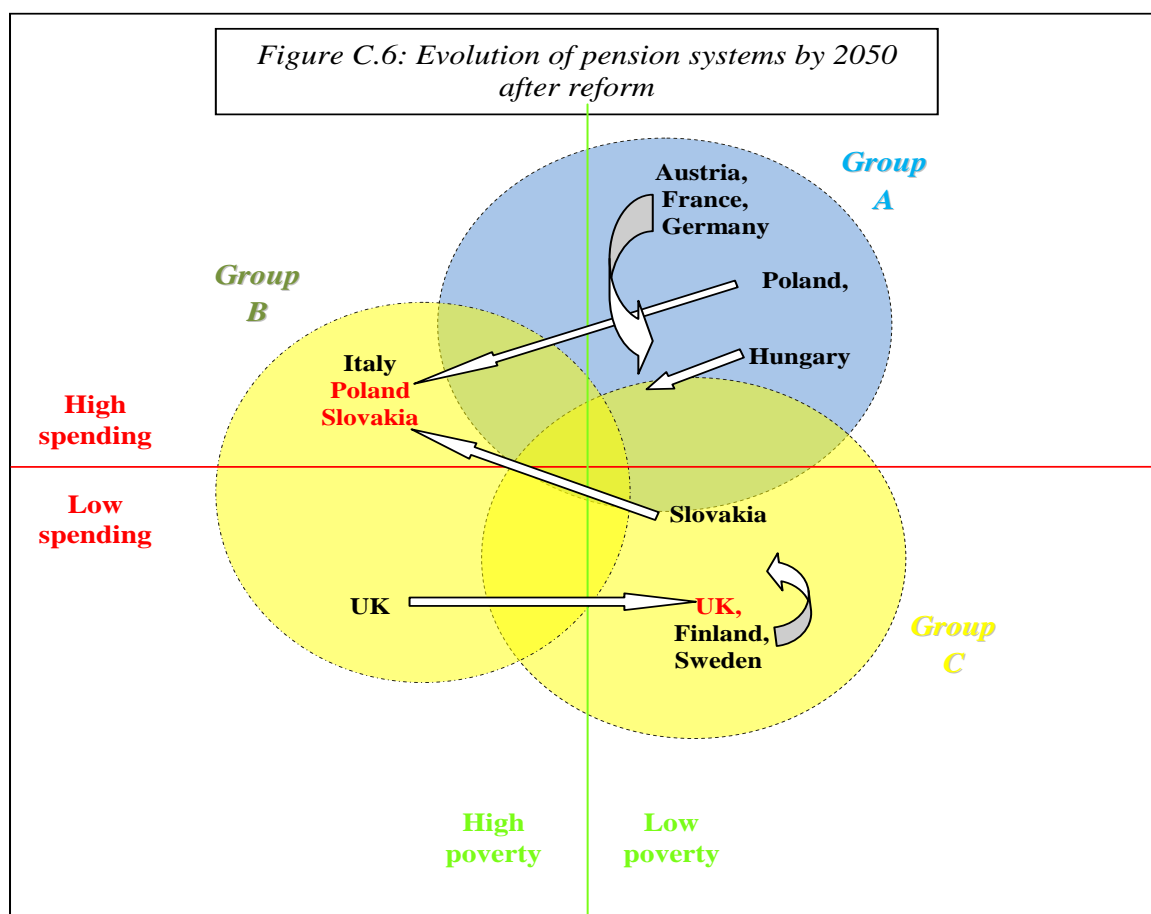 Figure C.6: Evolution of pension systems by 2050
after reform
Group
A
Austria,
France,
Germany
Group
B
Poland,
Hungary
Italy
Poland
Slovakia
High
spending
Low
spending
Slovakia
UK
UK,
Finland,
Sweden
Group
C
High
poverty
Low
poverty